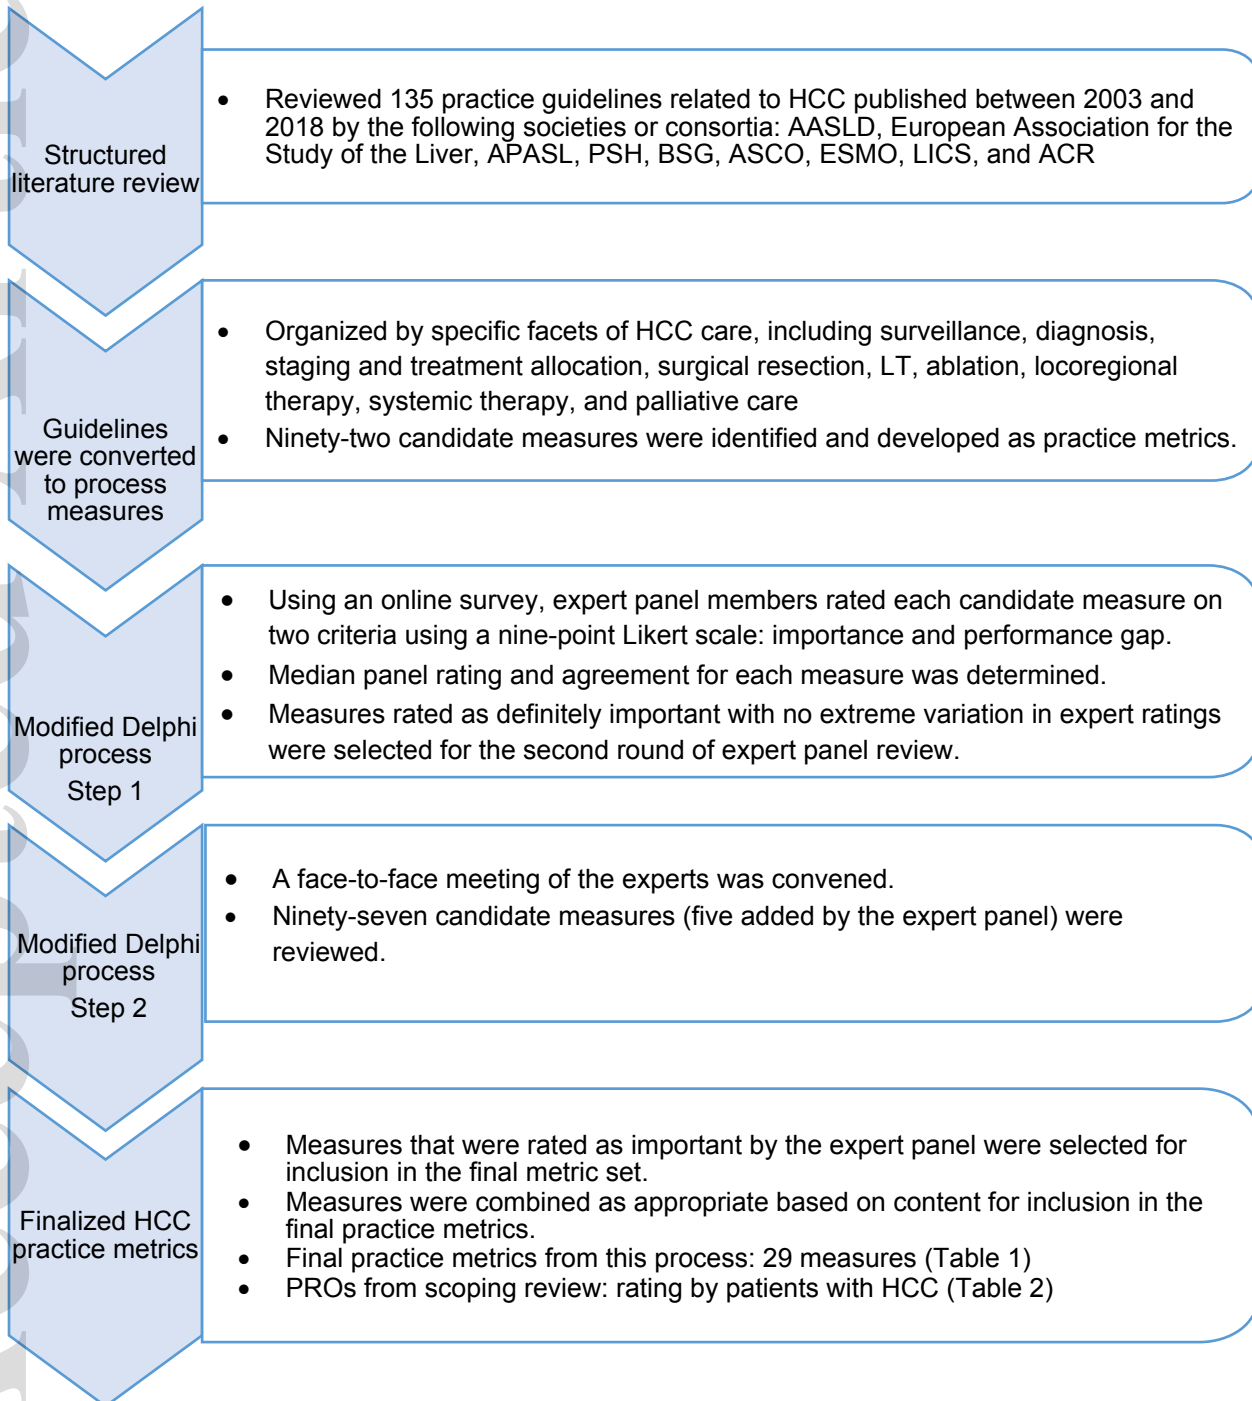 Structured
literature review
• Reviewed 135 practice guidelines related to HCC published between 2003 and
2018 by the following societies or consortia: AASLD, European Association for the
Study of the Liver, APASL, PSH, BSG, ASCO, ESMO, LICS, and ACR
Guidelines
were converted
to process
measures
• Organized by specific facets of HCC care, including surveillance, diagnosis,
staging and treatment allocation, surgical resection, LT, ablation, locoregional
therapy, systemic therapy, and palliative care
• Ninety-two candidate measures were identified and developed as practice metrics.
Modified Delphi
process
Step 1
• Using an online survey, expert panel members rated each candidate measure on
two criteria using a nine-point Likert scale: importance and performance gap.
• Median panel rating and agreement for each measure was determined.
• Measures rated as definitely important with no extreme variation in expert ratings
were selected for the second round of expert panel review.
Modified Delphi
process
Step 2
• A face-to-face meeting of the experts was convened.
• Ninety-seven candidate measures (five added by the expert panel) were
reviewed.
Finalized HCC
practice metrics
• Measures that were rated as important by the expert panel were selected for
inclusion in the final metric set.
• Measures were combined as appropriate based on content for inclusion in the
final practice metrics.
• Final practice metrics from this process: 29 measures (Table 1)
• PROs from scoping review: rating by patients with HCC (Table 2)